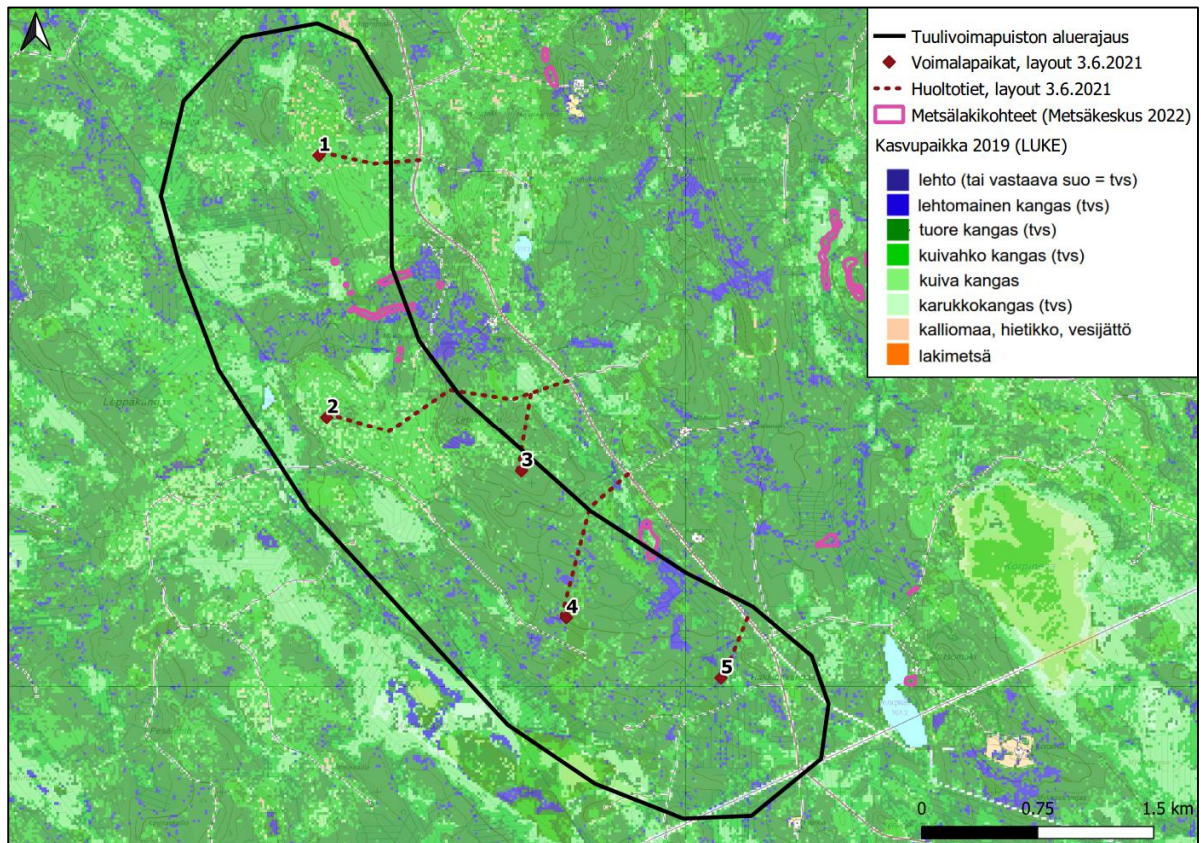 Tuulivoimapuiston aluerajaus
Voimalapaikat, layout 3.6.2021
Huoltotiet, layout 3.6.2021
Metsälakikohteet (Metsäkeskus 2022)
Kasvupaikka 2019 (LUKE)
lehto (tai vastaava suo = tvs)
lehtomainen kangas (tvs)
tuore kangas (tvs)
kuivahko kangas (tvs)
kuiva kangas
karukkokangas (tvs)
kalliomaa, hietikko, vesijättö
lakimetsä
1
2
3
4
5
Leppäkangas
0 0.75 1.5 km